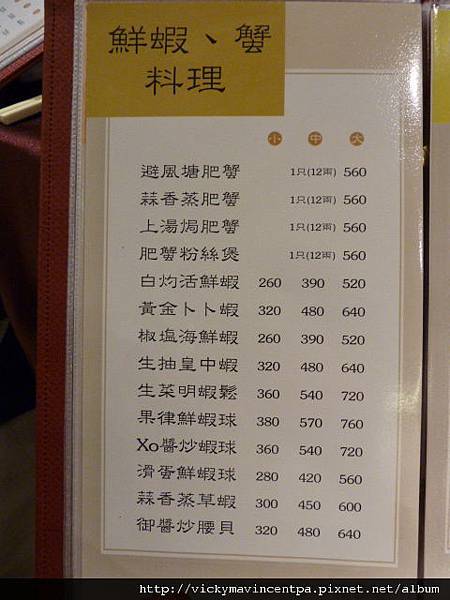 鮮蝦、蟹
料理
小 中 大
避風塘肥蟹 1只(12兩) 560
蒜香蒸肥蟹 1只(12兩) 560
上湯焗肥蟹 1只(12兩) 560
肥蟹粉絲煲 1只(12兩) 560
白灼活鮮蝦 260 390 520
黃金卜卜蝦 320 480 640
椒塩海鮮蝦 260 390 520
生抽皇中蝦 320 480 640
生菜明蝦鬆 360 540 720
果律鮮蝦球 380 570 760
Xo醬炒蝦球 360 540 720
滑蛋鮮蝦球 280 420 560
蒜香蒸草蝦 300 450 600
御醬炒腰貝 320 480 640
http://vickymavincentpa.pixnet.net/album